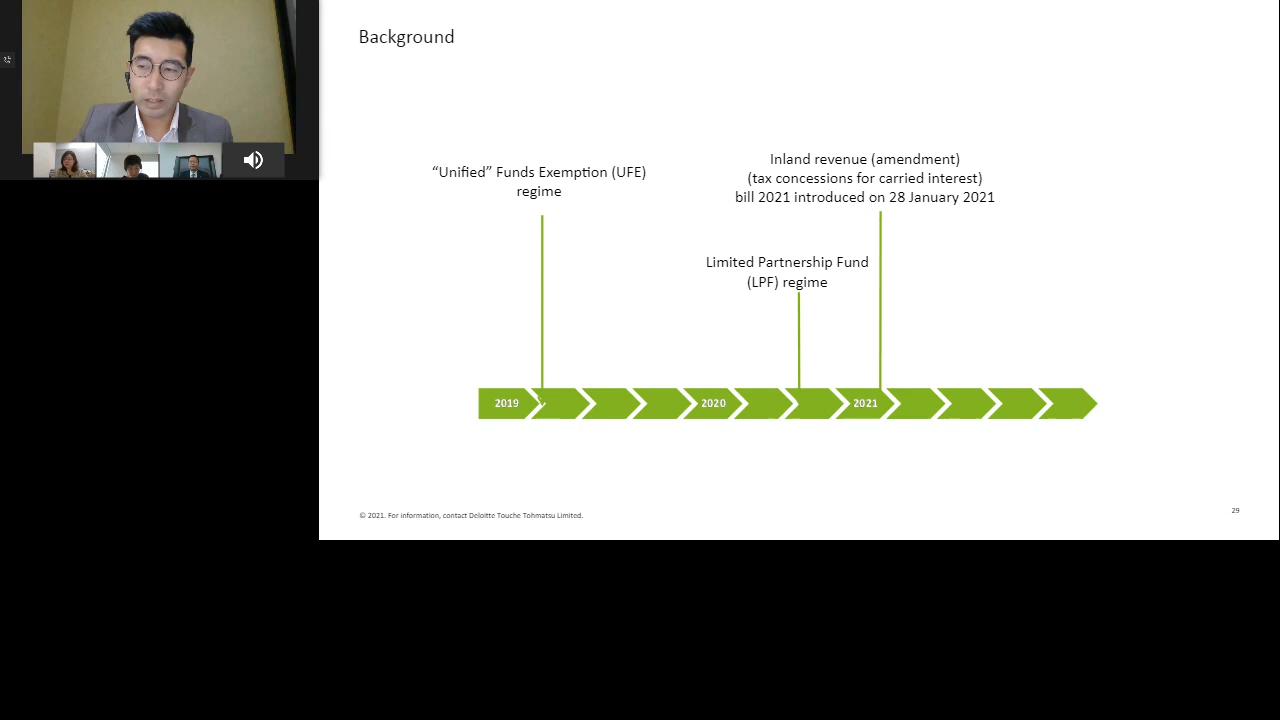 Background
“Unified” Funds Exemption (UFE)
regime
Inland revenue (amendment)
(tax concessions for carried interest)
bill 2021 introduced on 28 January 2021
Limited Partnership Fund
(LPF) regime
2019
2020
2021
© 2021. For information, contact Deloitte Touche Tohmatsu Limited.
29